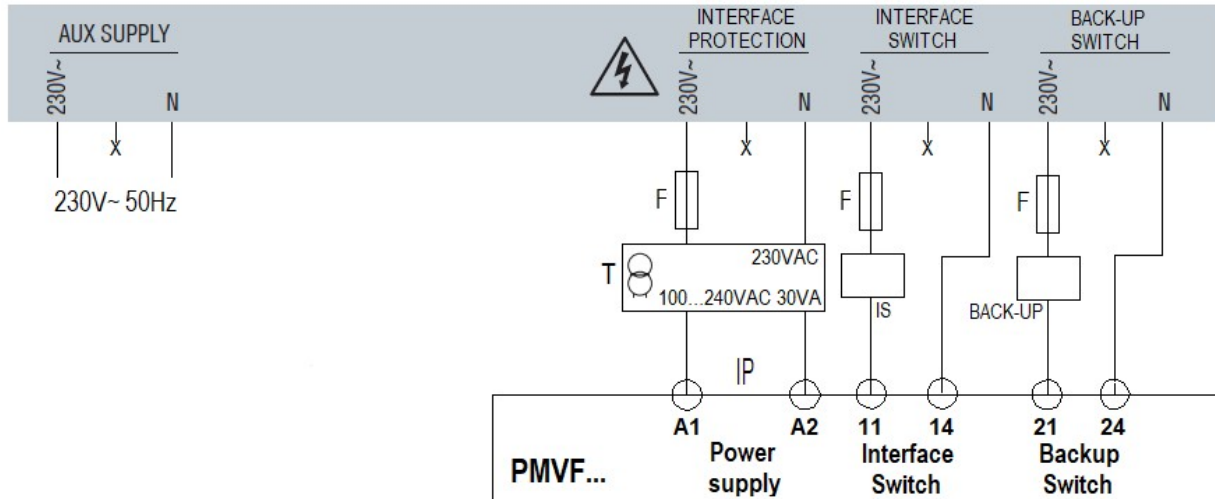 AUX SUPPLY
INTERFACE
PROTECTION
INTERFACE
SWITCH
BACK-UP
SWITCH
230V~
N
230V~
N
230V~
N
230V~
N
X
X
X
X
230V~ 50Hz
F
F
F
T
230VAC
100...240VAC 30VA
IS
BACK-UP
IP
A1
A2
11
14
21
24
PMVF...
Power
supply
Interface
Switch
Backup
Switch